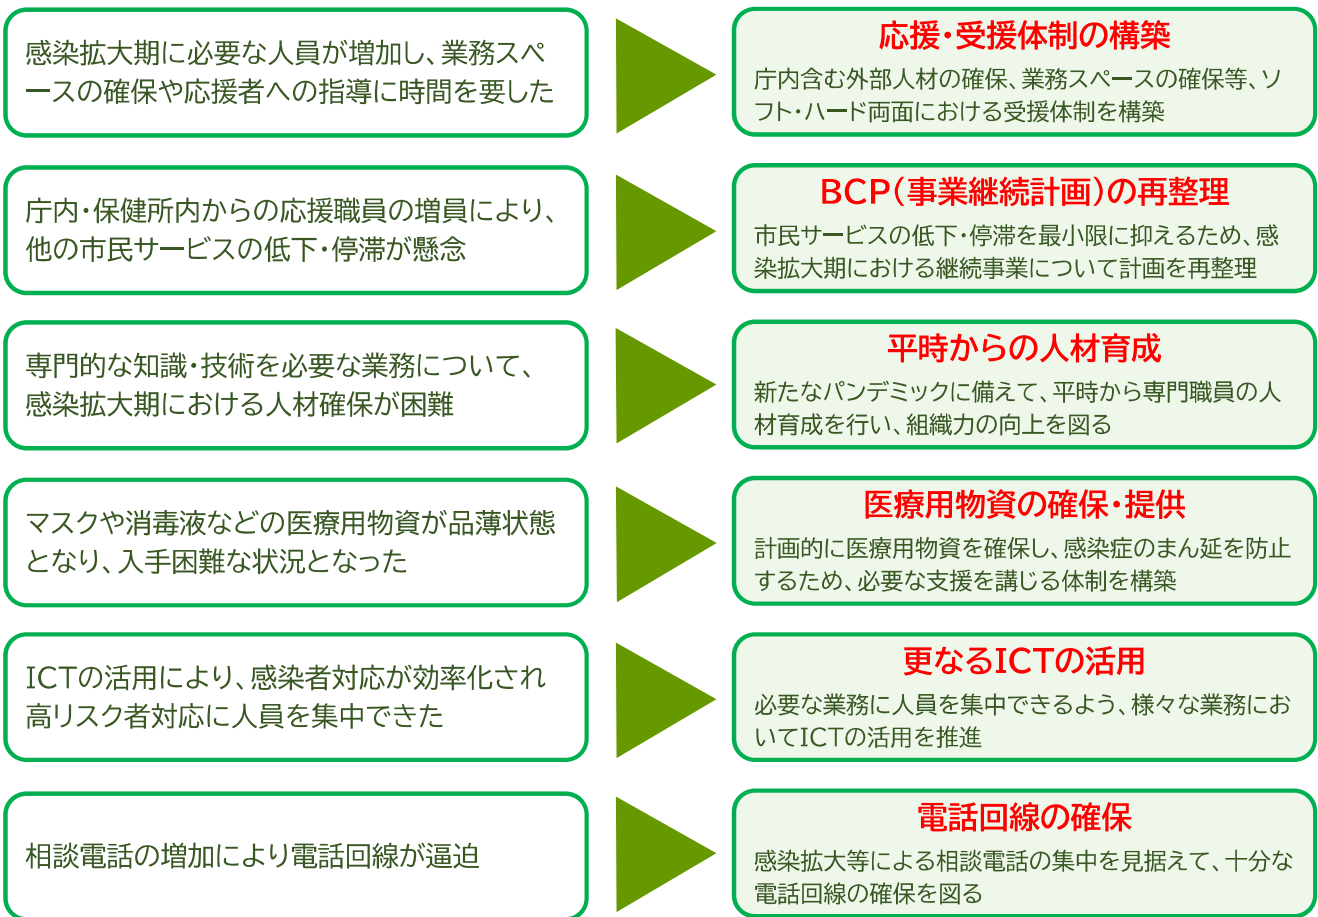 感染拡大期に必要な人員が増加し、業務スペ
ースの確保や応援者への指導に時間を要した
応援・受援体制の構築
庁内含む外部人材の確保、業務スペースの確保等、ソ
フト・ハード両面における受援体制を構築
庁内・保健所内からの応援職員の増員により、
他の市民サービスの低下・停滞が懸念
BCP(事業継続計画)の再整理
市民サービスの低下・停滞を最小限に抑えるため、感
染拡大期における継続事業について計画を再整理
専門的な知識・技術を必要な業務について、
感染拡大期における人材確保が困難
平時からの人材育成
新たなパンデミックに備えて、平時から専門職員の人
材育成を行い、組織力の向上を図る
マスクや消毒液などの医療用物資が品薄状態
となり、入手困難な状況となった
医療用物資の確保・提供
計画的に医療用物資を確保し、感染症のまん延を防止
するため、必要な支援を講じる体制を構築
ICTの活用により、感染者対応が効率化され
高リスク者対応に人員を集中できた
更なるICTの活用
必要な業務に人員を集中できるよう、様々な業務にお
いてICTの活用を推進
相談電話の増加により電話回線が逼迫
電話回線の確保
感染拡大等による相談電話の集中を見据えて、十分な
電話回線の確保を図る